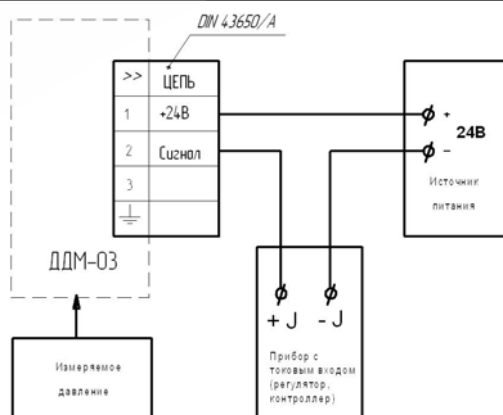 DIN 43650/A
>> ЦЕПЬ
1 +24В
2 Сигнал
3
ДДМ-03
+
24В
-
Источник
питания
+ J - J
Прибор с
токовым входом
(регулятор,
контроллер)
Измеряемое
давление